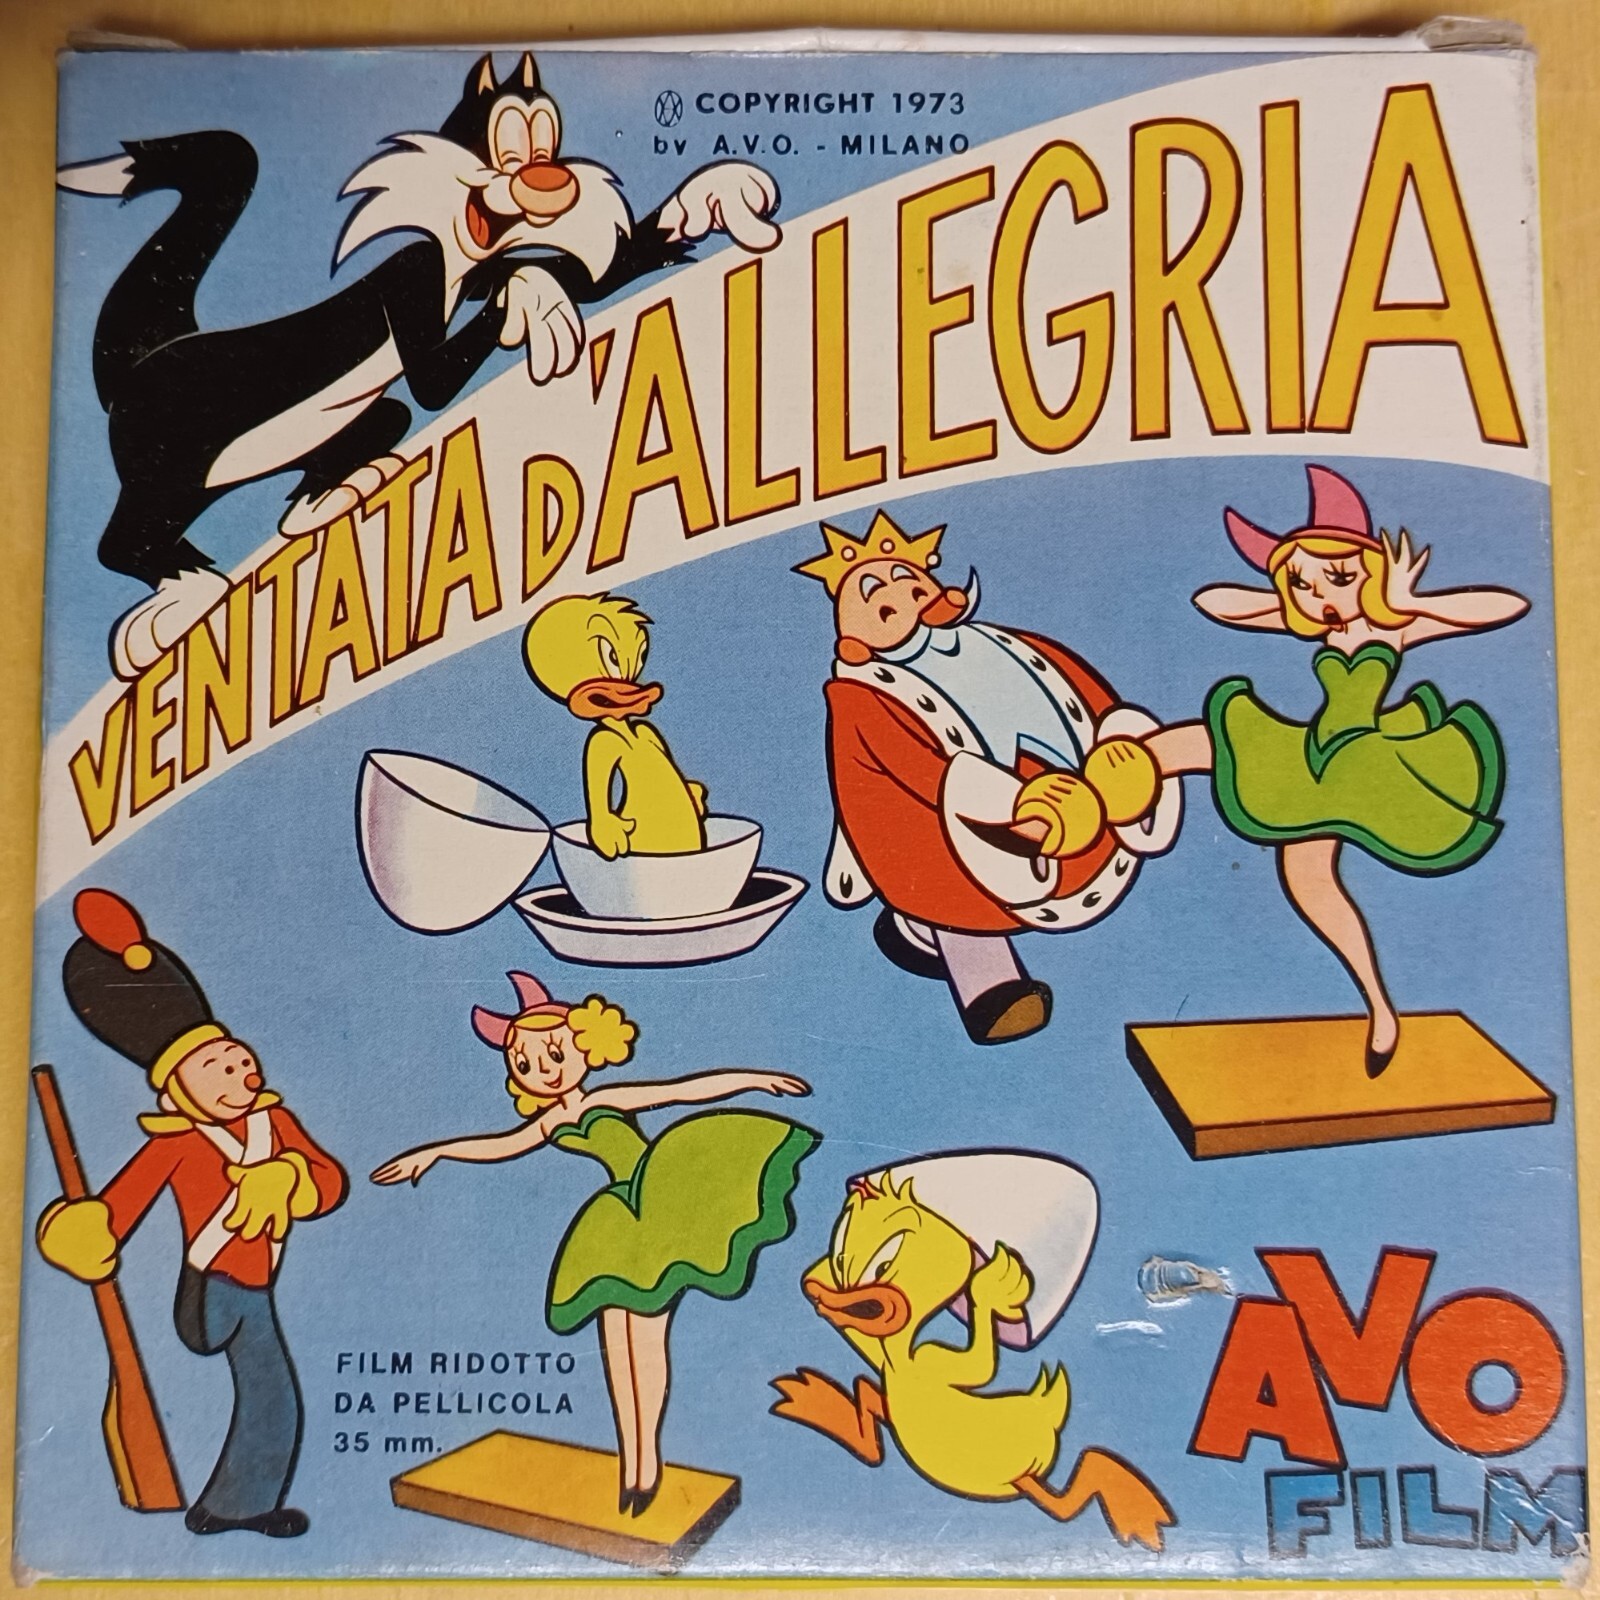 COPYRIGHT 1973
by A.V.O. - MILANO
VENTATA D'ALLEGRIA
FILM RIDOTTO
DA PELLICOLA
35 mm.
AVO
FILM